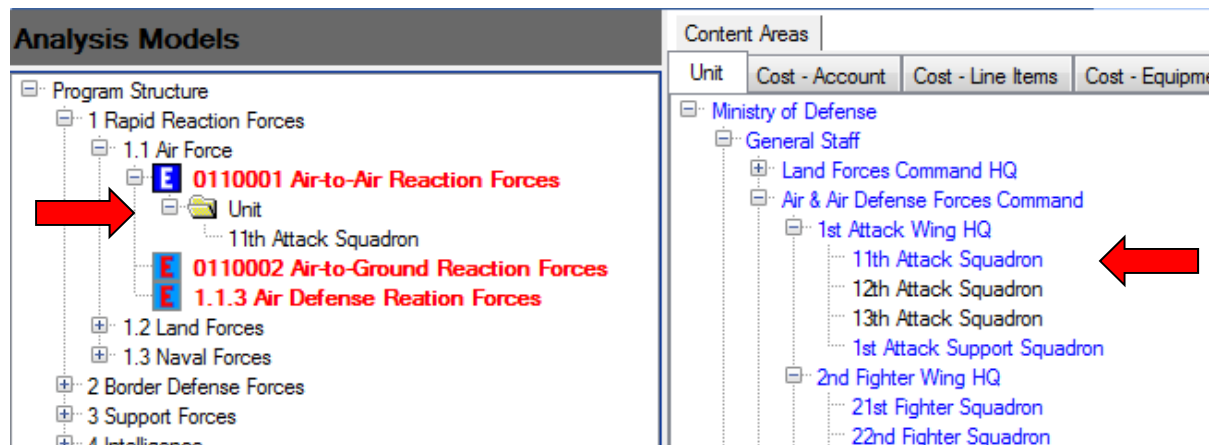 Analysis Models
Program Structure
1 Rapid Reaction Forces
1.1 Air Force
E 0110001 Air-to-Air Reaction Forces
Unit
11th Attack Squadron
E 0110002 Air-to-Ground Reaction Forces
E 1.1.3 Air Defense Reation Forces
1.2 Land Forces
1.3 Naval Forces
2 Border Defense Forces
3 Support Forces
4 Intelligence
Content Areas
Unit Cost - Account Cost - Line Items Cost - Equipme
Ministry of Defense
General Staff
Land Forces Command HQ
Air & Air Defense Forces Command
1st Attack Wing HQ
11th Attack Squadron
12th Attack Squadron
13th Attack Squadron
1st Attack Support Squadron
2nd Fighter Wing HQ
21st Fighter Squadron
22nd Fighter Squadron